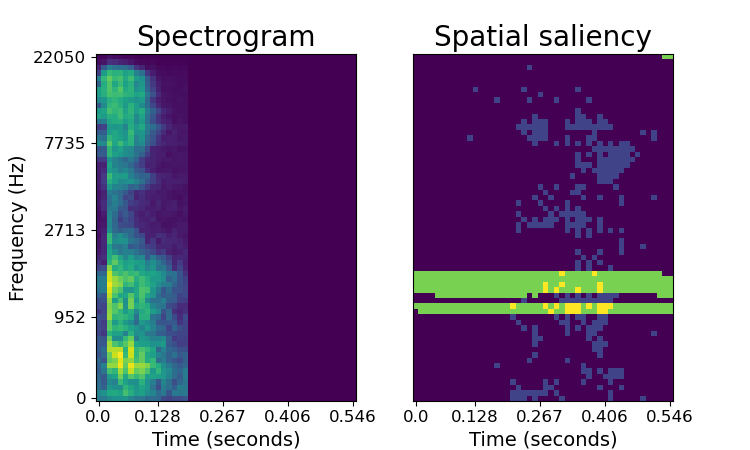 Spectrogram
Spatial saliency
Frequency (Hz)
22050
7735
2713
952
0
0.0 0.128 0.267 0.406 0.546
0.0 0.128 0.267 0.406 0.546
Time (seconds)
Time (seconds)